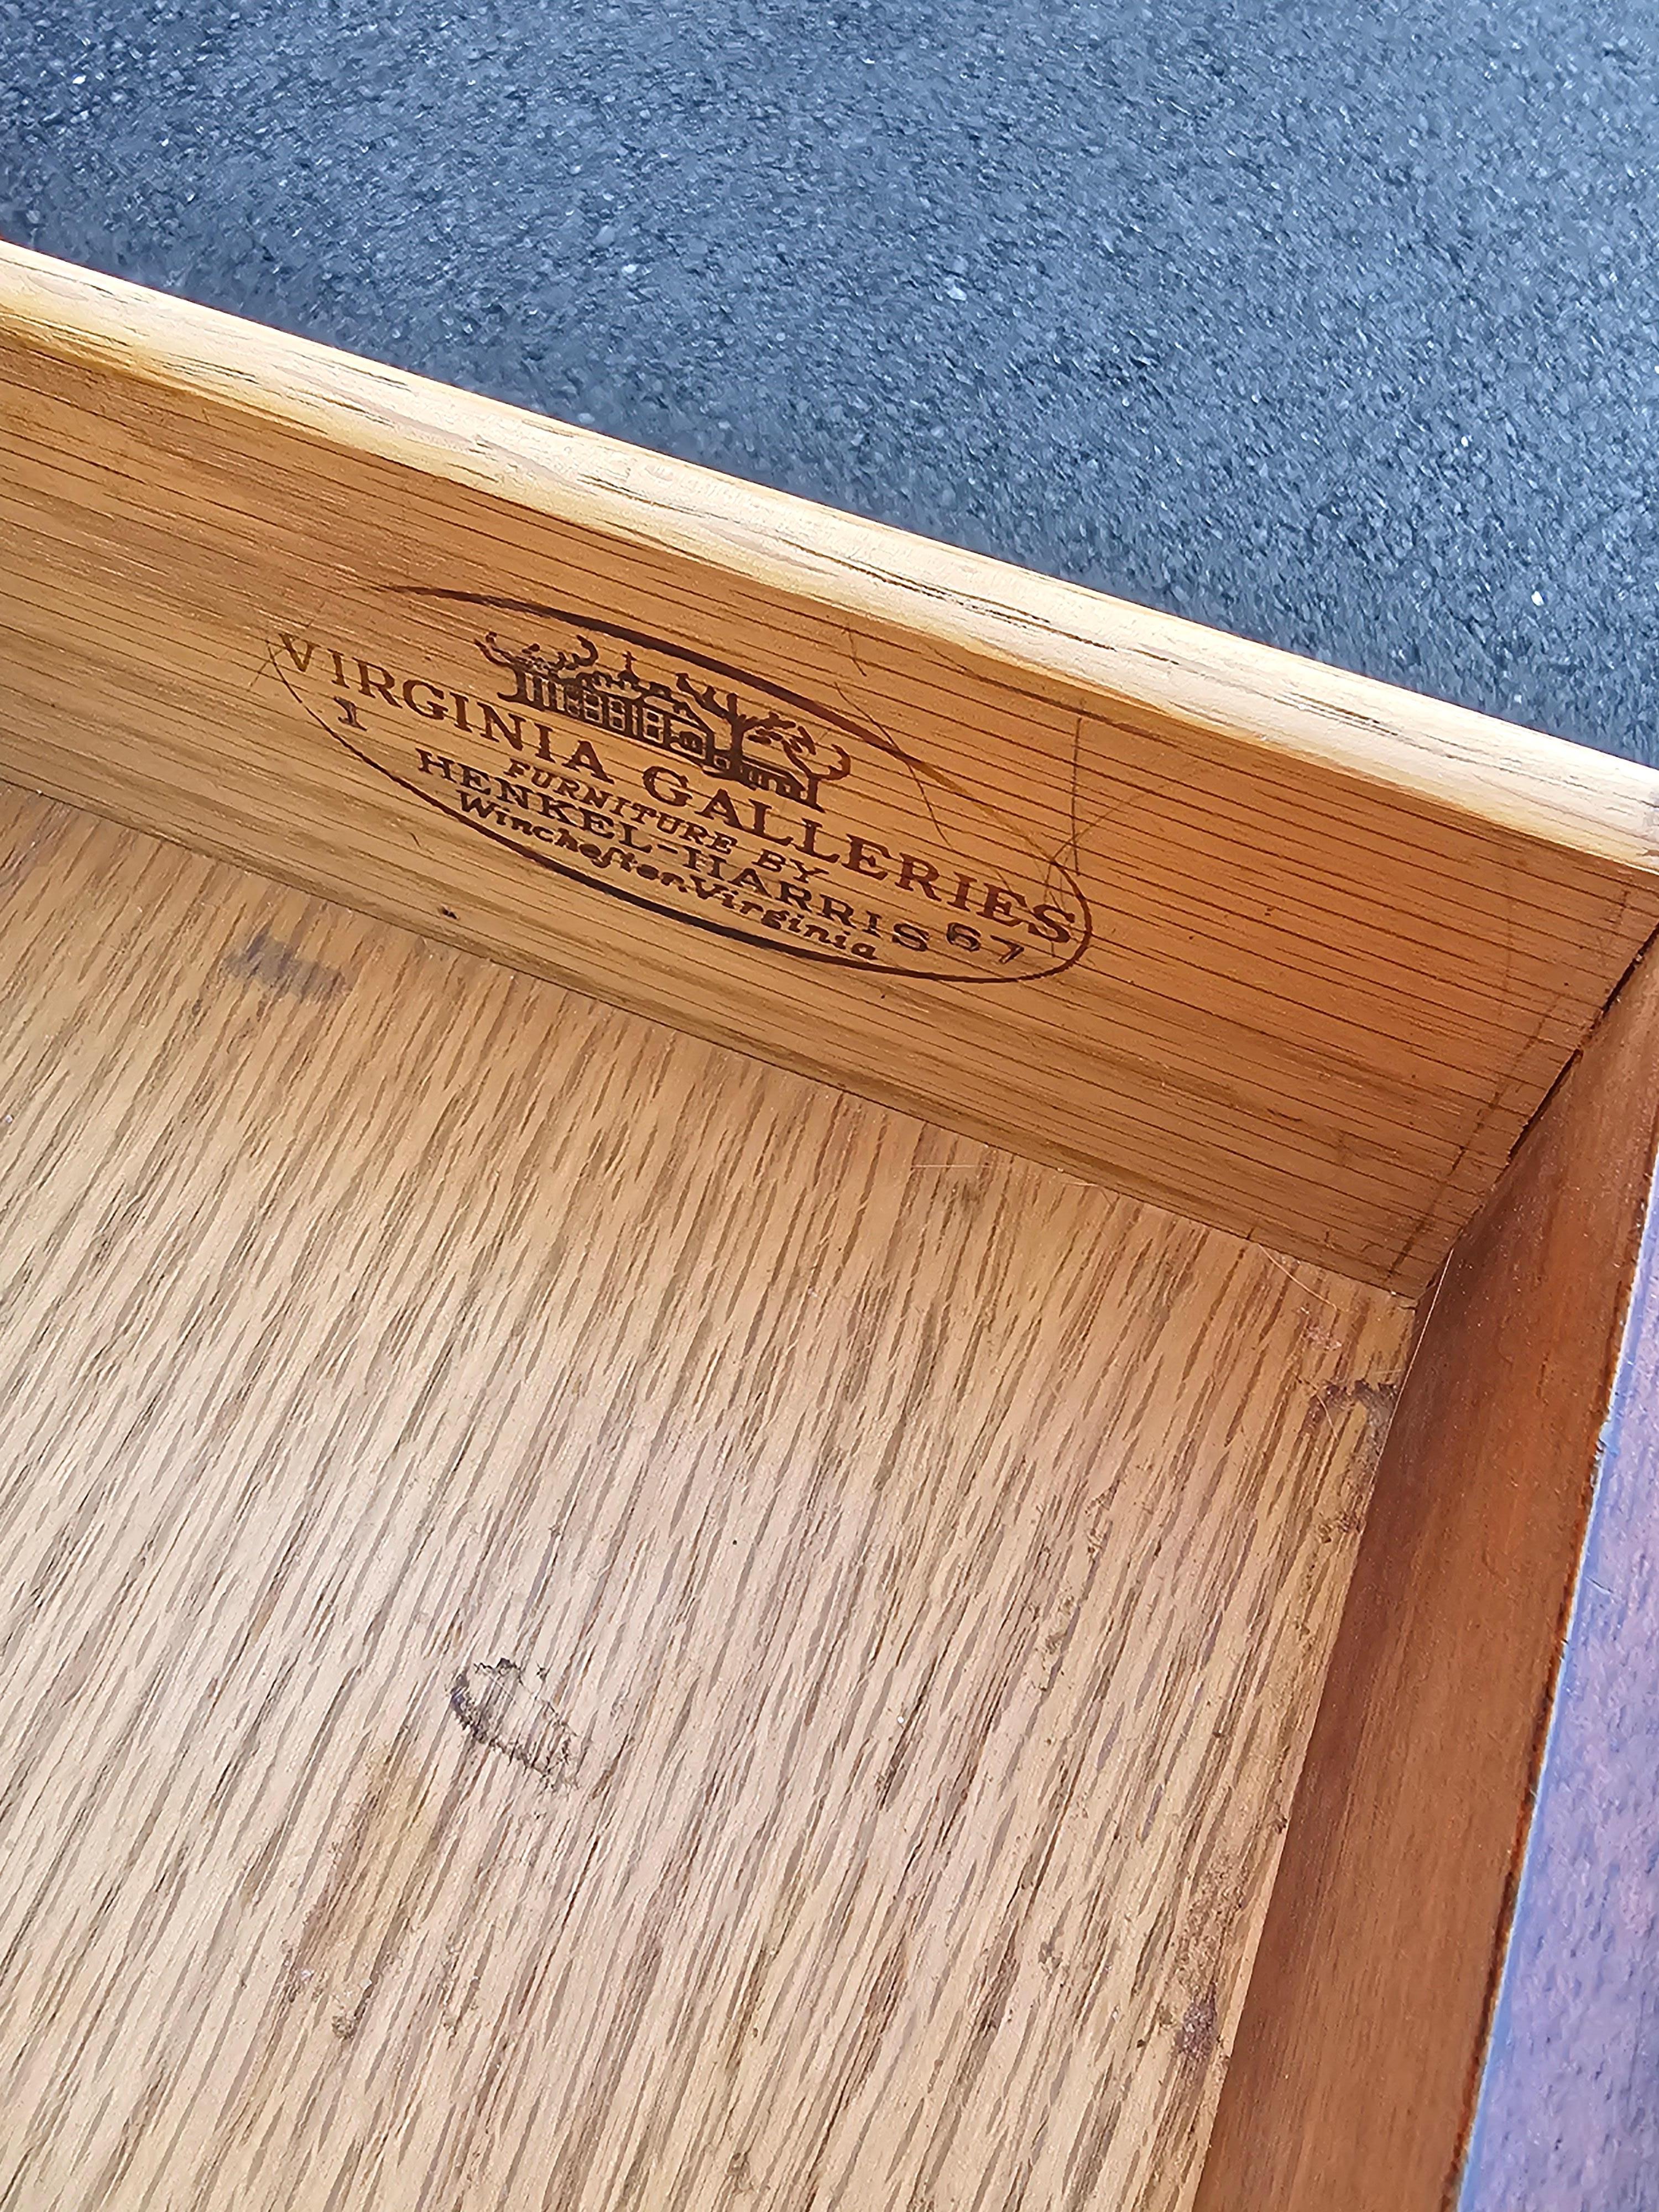 VIRGINIA GALLERIES
1 67
FURNITURE BY
HENKEL-HARRIS
Wincheſter, Virginia